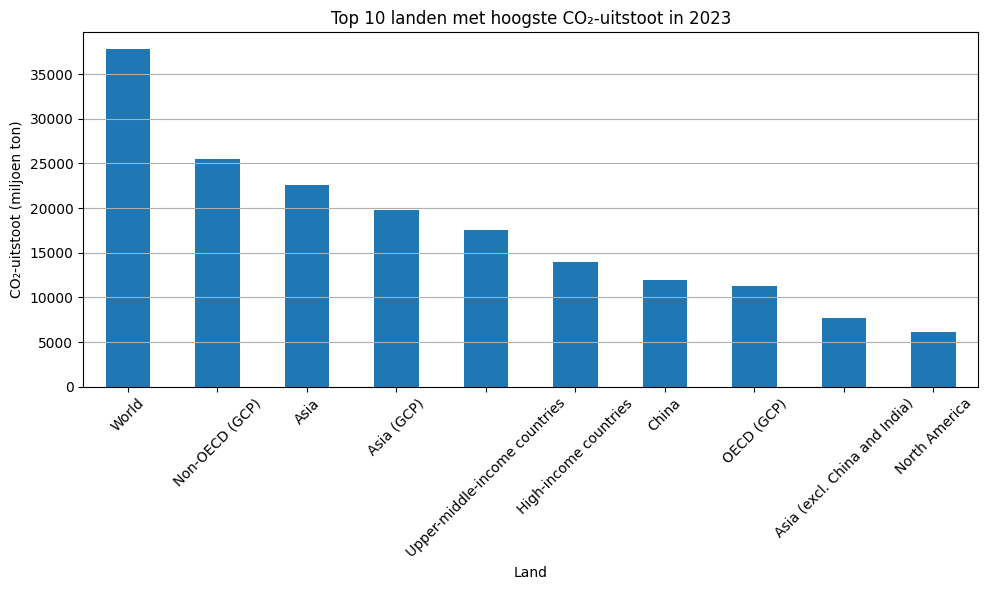 Top 10 landen met hoogste CO₂-uitstoot in 2023
CO₂-uitstoot (miljoen ton)
35000
30000
25000
20000
15000
10000
5000
0
World
Non-OECD (GCP)
Asia
Asia (GCP)
Upper-middle-income countries
High-income countries
China
OECD (GCP)
Asia (excl. China and India)
North America
Land